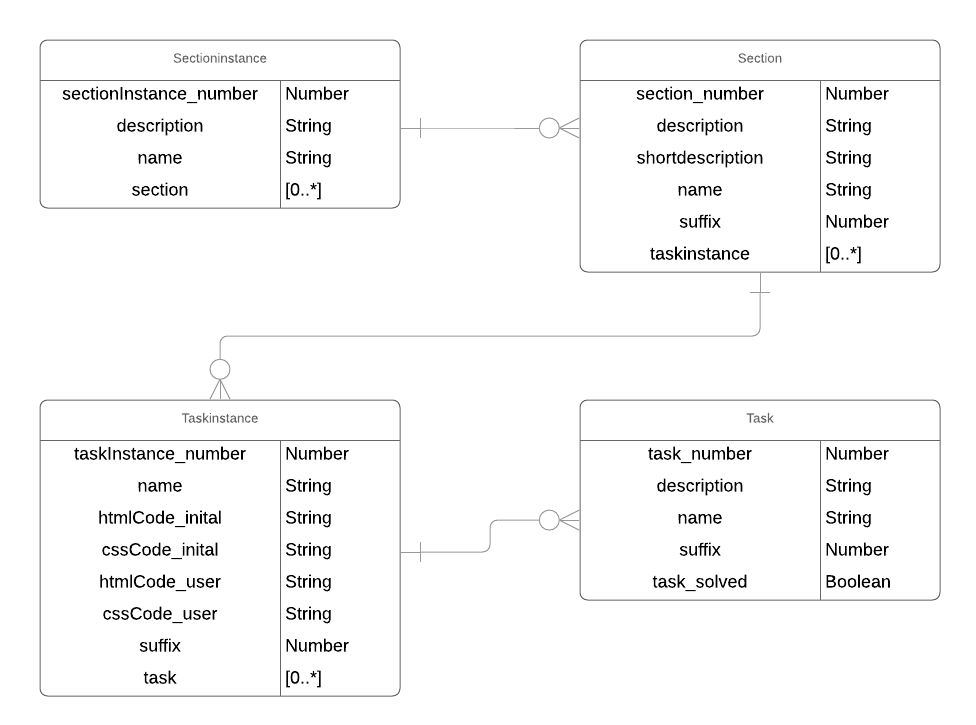 Sectioninstance
sectionInstance_number Number
description String
name String
section [0..*]
Section
section_number Number
description String
shortdescription String
name String
suffix Number
taskinstance [0..*]
Taskinstance
taskInstance_number Number
name String
htmlCode_inital String
cssCode_inital String
htmlCode_user String
cssCode_user String
suffix Number
task [0..*]
Task
task_number Number
description String
name String
suffix Number
task_solved Boolean